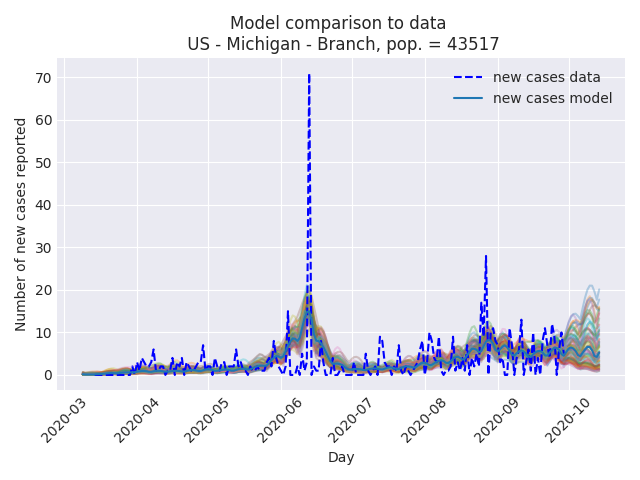 Model comparison to data
US - Michigan - Branch, pop. = 43517
new cases data
new cases model
Number of new cases reported
70
60
50
40
30
20
10
0
2020-03
2020-04
2020-05
2020-06
2020-07
2020-08
2020-09
2020-10
Day